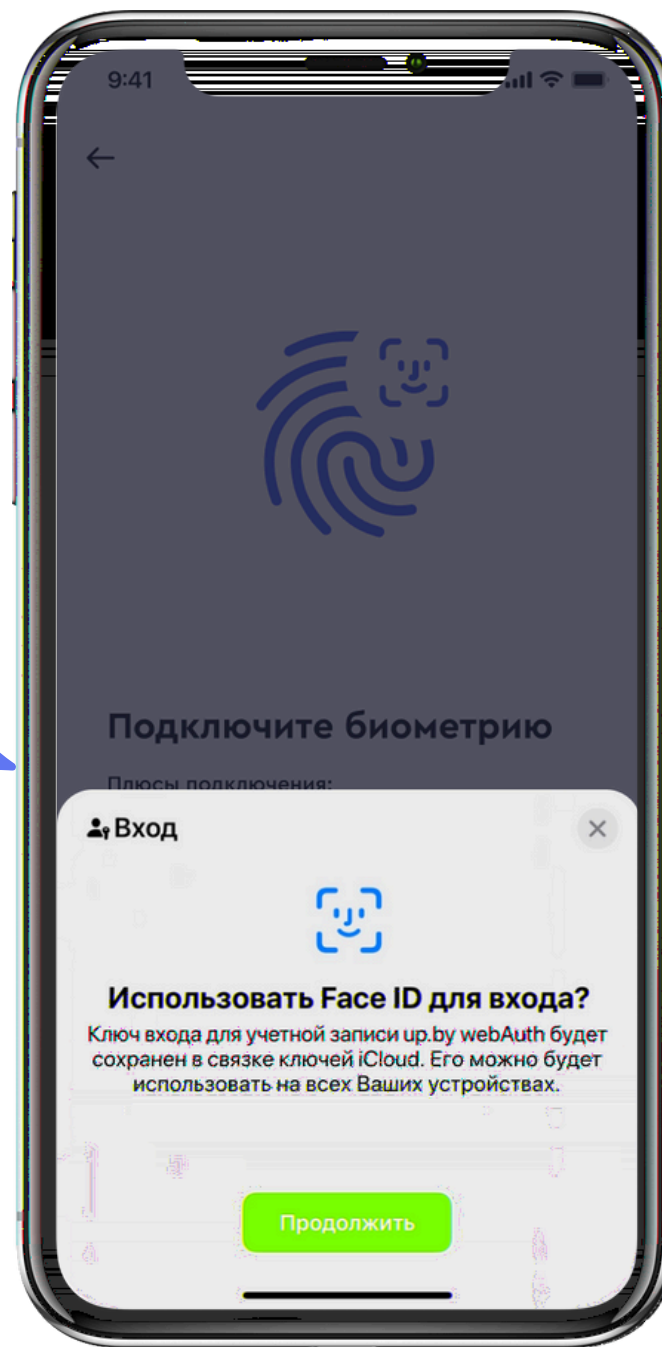 9:41
Подключите биометрию
Плюсы подключения:
Вход
Использовать Face ID для входа?
Ключ входа для учетной записи up.by webAuth будет
сохранен в связке ключей iCloud. Его можно будет
использовать на всех Ваших устройствах.
Продолжить